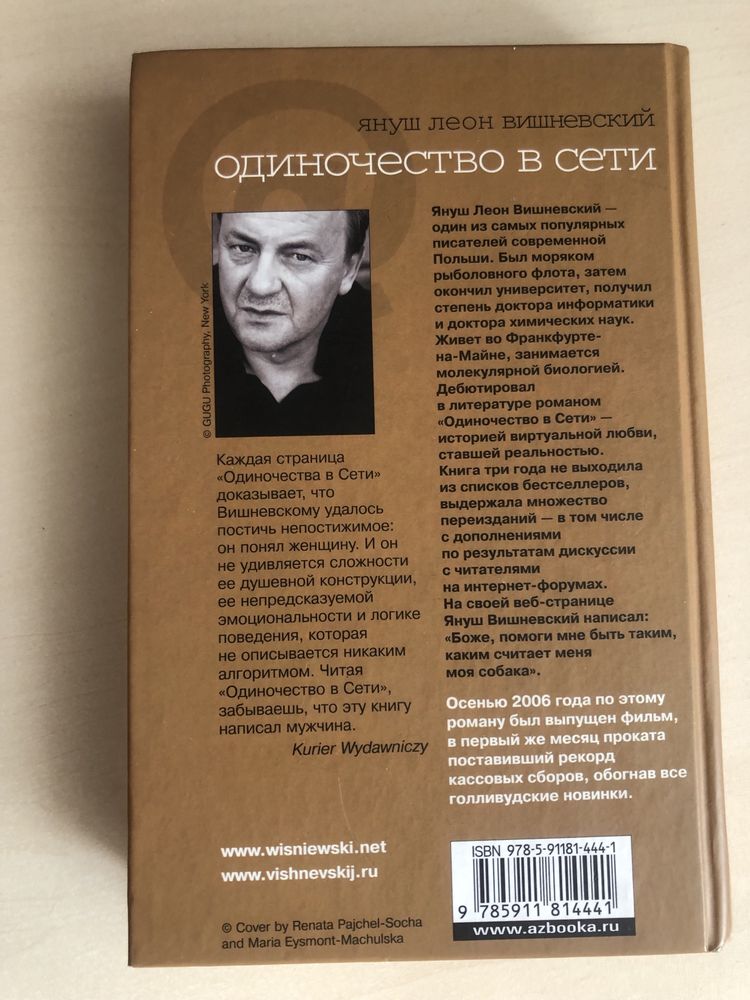 януш леон вишневский
одиночество в сети
© GUGU Photography, New York
Януш Леон Вишневский —
один из самых популярных
писателей современной
Польши. Был моряком
рыболовного флота, затем
окончил университет, получил
степень доктора информатики
и доктора химических наук.
Живет во Франкфурте-
на-Майне, занимается
молекулярной биологией.
Дебютировал
в литературе романом
«Одиночество в Сети» —
историей виртуальной любви,
ставшей реальностью.
Книга три года не выходила
из списков бестселлеров,
выдержала множество
переизданий — в том числе
с дополнениями
по результатам дискуссии
с читателями
на интернет-форумах.
На своей веб-странице
Януш Вишневский написал:
«Боже, помоги мне быть таким,
каким считает меня
моя собака».
Осенью 2006 года по этому
роману был выпущен фильм,
в первый же месяц проката
поставивший рекорд
кассовых сборов, обогнав все
голливудские новинки.
Каждая страница
«Одиночества в Сети»
доказывает, что
Вишневскому удалось
постичь непостижимое:
он понял женщину. И он
не удивляется сложности
ее душевной конструкции,
ее непредсказуемой
эмоциональности и логике
поведения, которая
не описывается никаким
алгоритмом. Читая
«Одиночество в Сети»,
забываешь, что эту книгу
написал мужчина.
Kurier Wydawniczy
www.wisniewski.net
www.vishnevskij.ru
© Cover by Renata Pajchel-Socha
and Maria Eysmont-Machulska
ISBN 978-5-91181-444-1
9 785911 814441
www.azbooka.ru